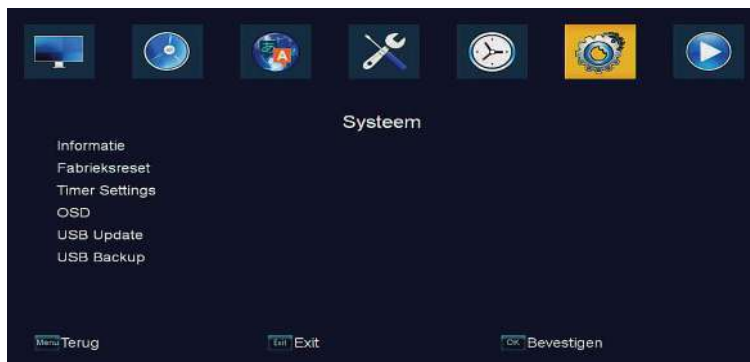 Systeem
Informatie
Fabrieksreset
Timer Settings
OSD
USB Update
USB Backup
Menu Terug
Exit Exit
OK Bevestigen